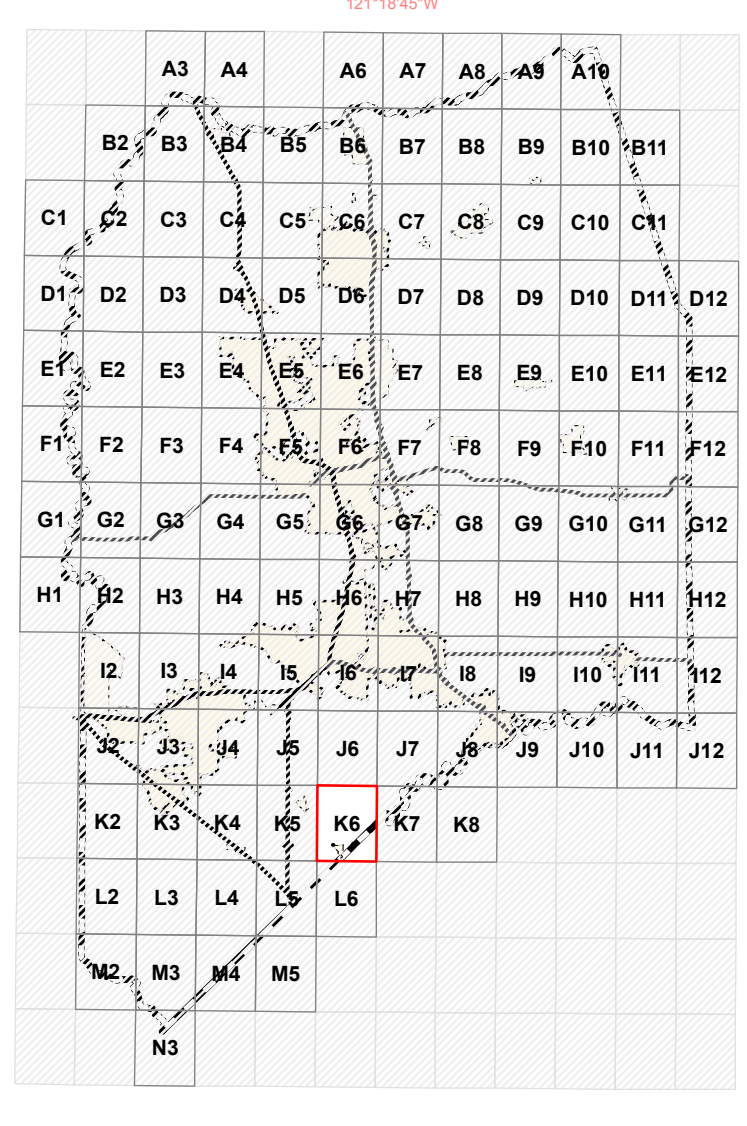 121°18'45"W
A3 A4 A6 A7 A8 A9 A10
B2 B3 B4 B5 B6 B7 B8 B9 B10 B11
C1 C2 C3 C4 C5 C6 C7 C8 C9 C10 C11
D1 D2 D3 D4 D5 D6 D7 D8 D9 D10 D11 D12
E1 E2 E3 E4 E5 E6 E7 E8 E9 E10 E11 E12
F1 F2 F3 F4 F5 F6 F7 F8 F9 F10 F11 F12
G1 G2 G3 G4 G5 G6 G7 G8 G9 G10 G11 G12
H1 H2 H3 H4 H5 H6 H7 H8 H9 H10 H11 H12
I2 I3 I4 I5 I6 I7 I8 I9 I10 I11 I12
J2 J3 J4 J5 J6 J7 J8 J9 J10 J11 J12
K2 K3 K4 K5 K6 K7 K8
L2 L3 L4 L5 L6
M2 M3 M4 M5
N3